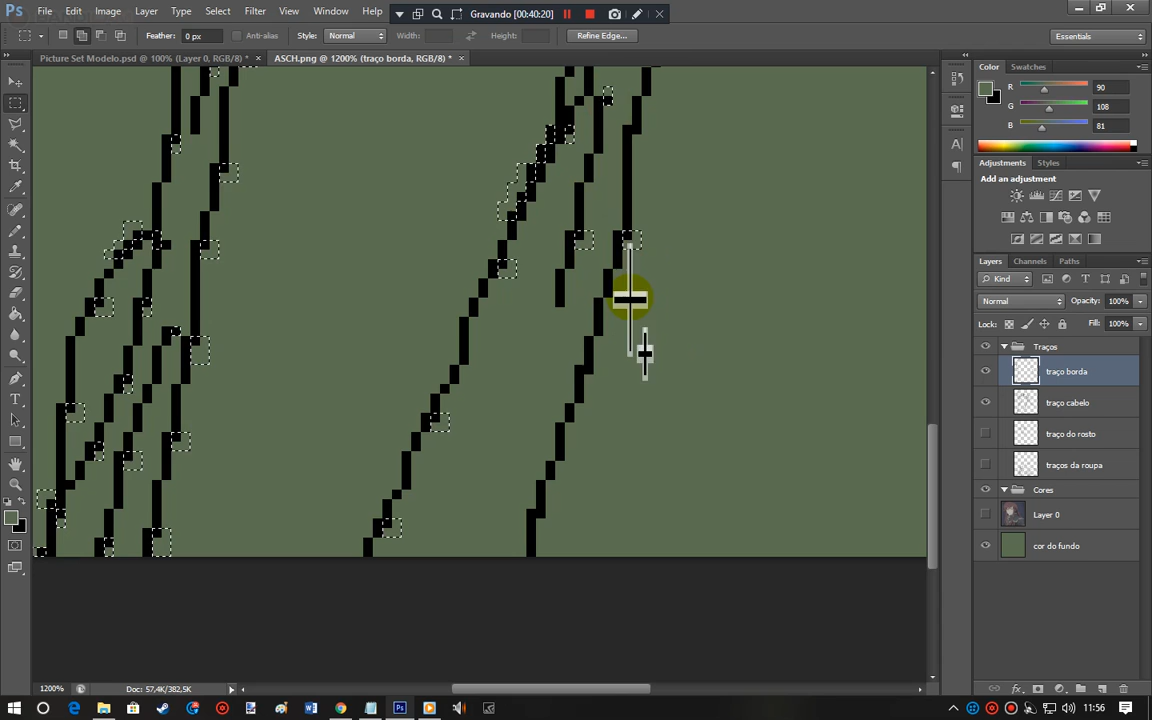 Ps File Edit Image Layer Type Select Filter View Window Help Gravando [00:40:20]
Feather: 0 px Anti-alias Style: Normal Width: Height: Refine Edge... Essentials
Picture Set Modelo.psd @ 100% (Layer 0, RGB/8) * × ASCH.png @ 1200% (traço borda, RGB/8) * ×
Color Swatches
R 90
G 108
B 81
Adjustments Styles
Add an adjustment
Layers Channels Paths
Kind
Normal Opacity: 100%
Lock: Fill: 100%
Traços
traço borda
traço cabelo
traço do rosto
traços da roupa
Cores
Layer 0
cor do fundo
1200% Doc: 57,4K/382,5K
11:56